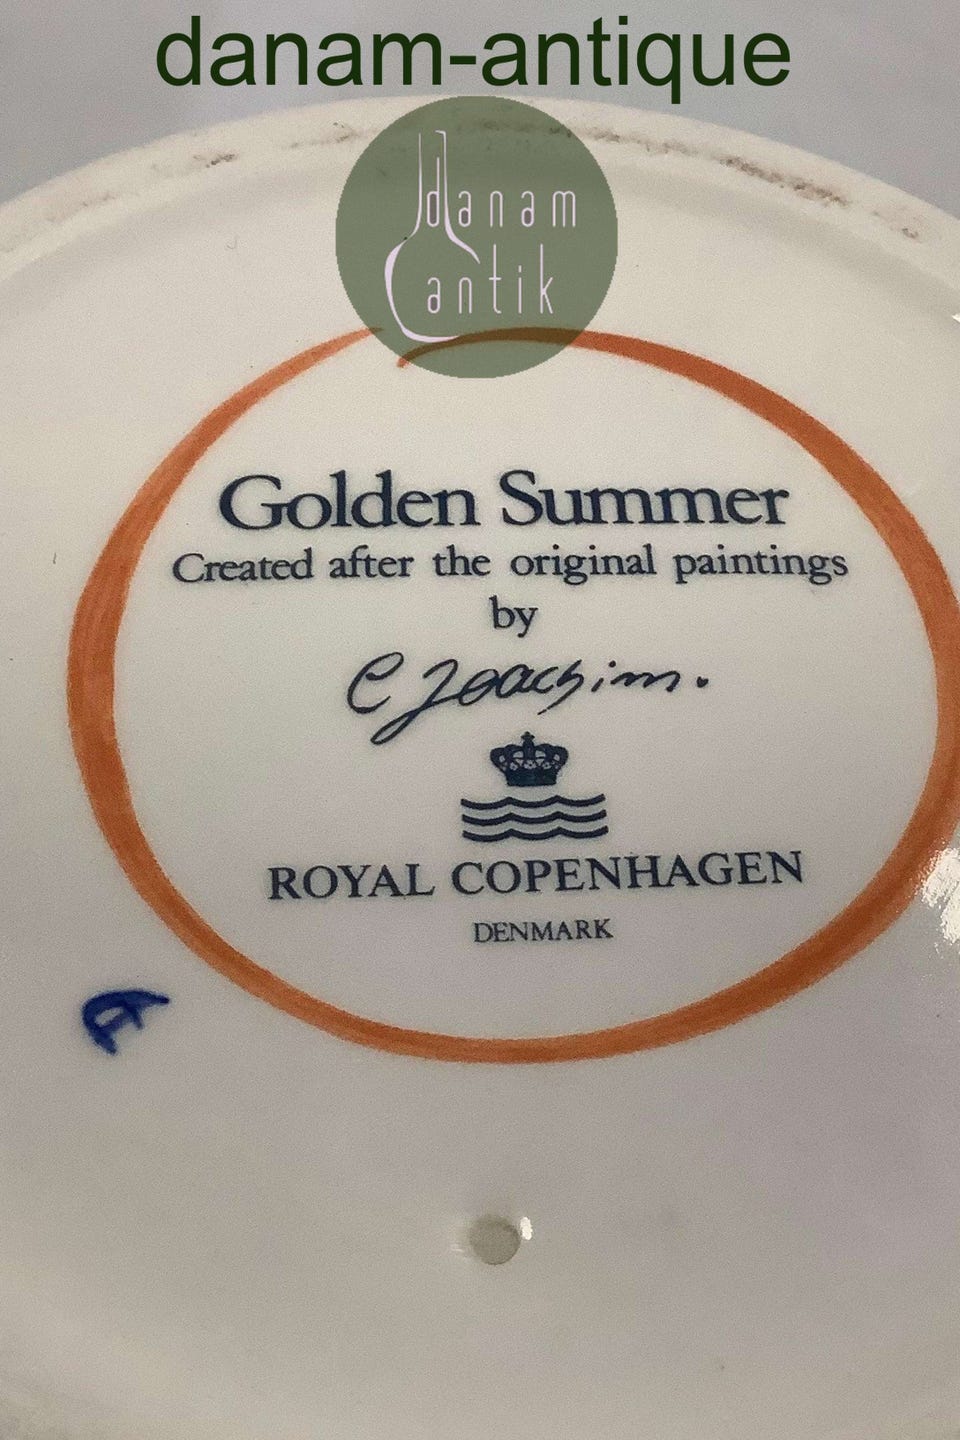 danam-antique
danam
antik
Golden Summer
Created after the original paintings
by
C Joachim.
ROYAL COPENHAGEN
DENMARK